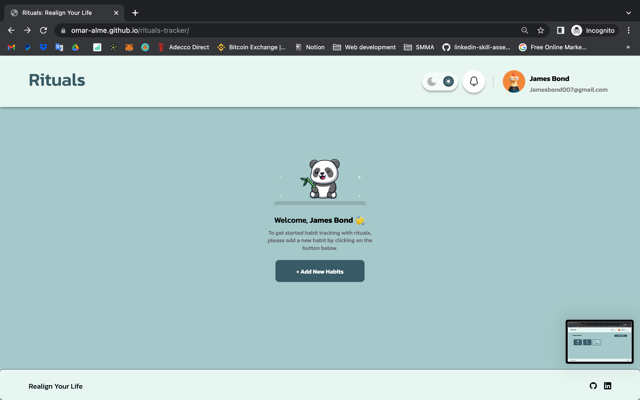 Rituals: Realign Your Life
omar-alme.github.io/rituals-tracker/
Incognito
Adecco Direct
Bitcoin Exchange |...
Notion
Web development
SMMA
linkedin-skill-asse...
Free Online Marke...
»
Rituals
James Bond
Jamesbond007@gmail.com
Welcome, James Bond
To get started habit tracking with rituals,
please add a new habit by clicking on the
button below
+ Add New Habits
Realign Your Life